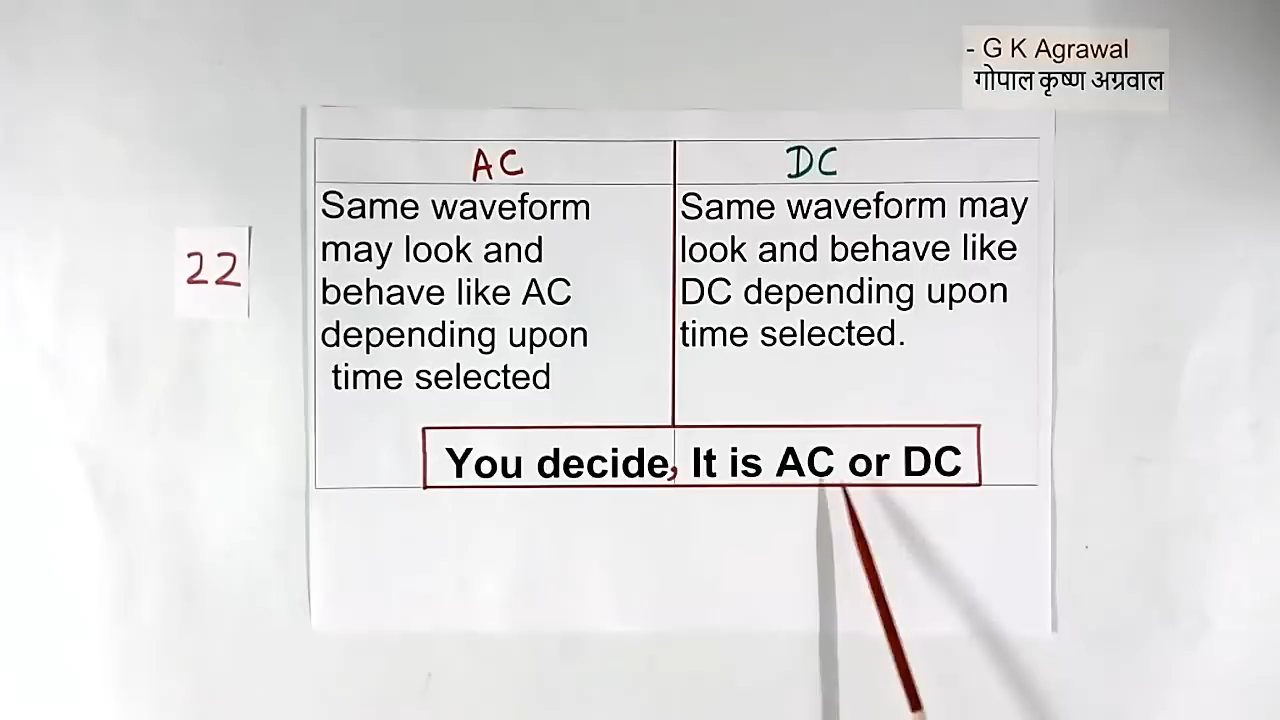 - G K Agrawal
गोपाल कृष्ण अग्रवाल
AC
DC
22
Same waveform
may look and
behave like AC
depending upon
time selected
Same waveform may
look and behave like
DC depending upon
time selected.
You decide, It is AC or DC